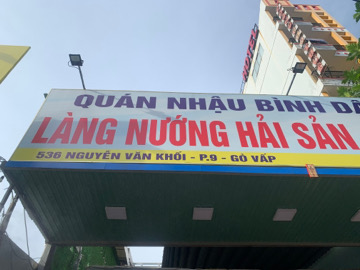 QUÁN NHẬU BÌNH DÂ
LÀNG NƯỚNG HẢI SẢN
536 NGUYỄN VĂN KHỐI - P.9 - GÒ VẤP